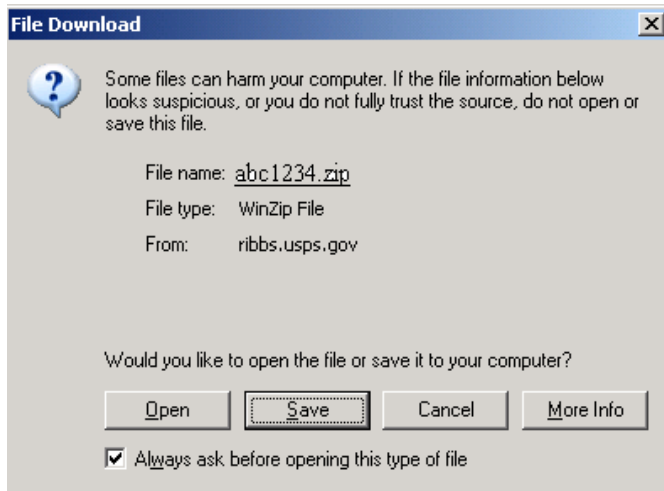 File Download
Some files can harm your computer. If the file information below
looks suspicious, or you do not fully trust the source, do not open or
save this file.
File name: abc1234.zip
File type: WinZip File
From: ribbs.usps.gov
Would you like to open the file or save it to your computer?
Open Save Cancel More Info
Always ask before opening this type of file